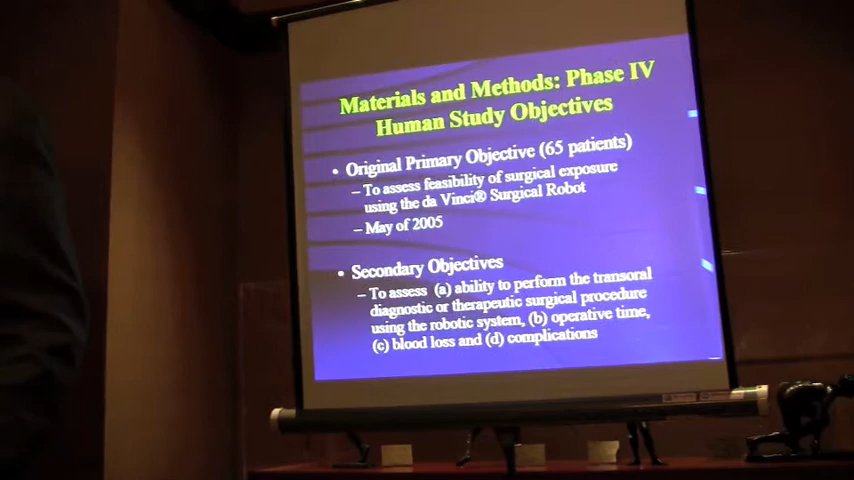 Materials and Methods: Phase IV
Human Study Objectives
• Original Primary Objective (65 patients)
– To assess feasibility of surgical exposure
using the da Vinci® Surgical Robot
– May of 2005
• Secondary Objectives
– To assess (a) ability to perform the transoral
diagnostic or therapeutic surgical procedure
using the robotic system, (b) operative time,
(c) blood loss and (d) complications